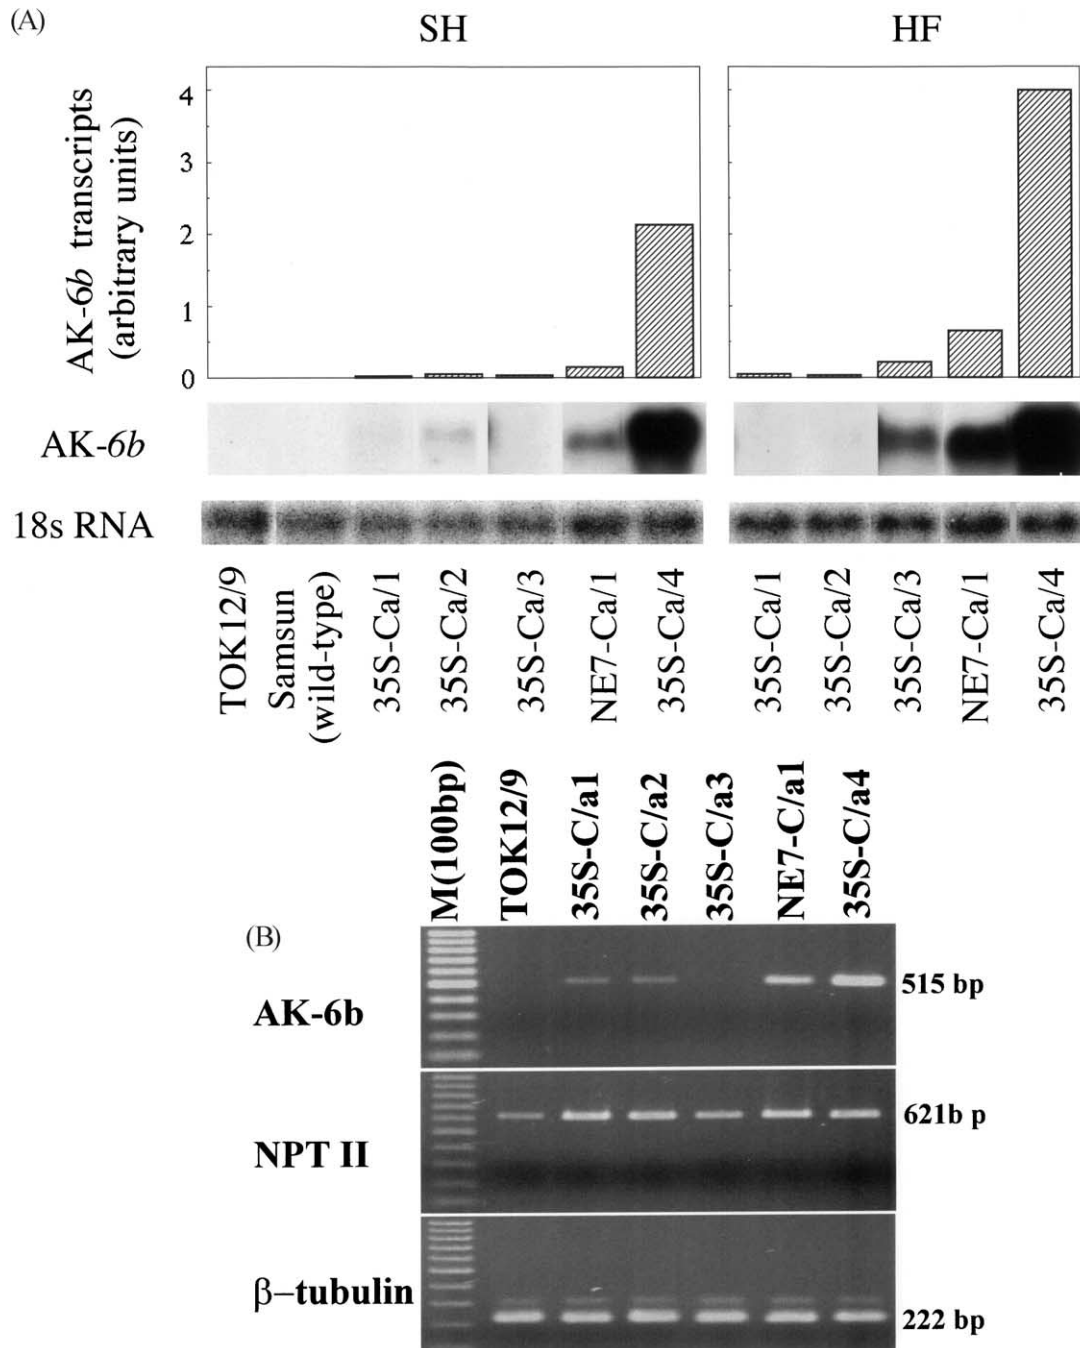 (A)
SH
HF
AK-6b transcripts
(arbitrary units)
4
3
2
1
0
AK-6b
18s RNA
TOK12/9
Samsun
(wild-type)
35S-Ca/1
35S-Ca/2
35S-Ca/3
NE7-Ca/1
35S-Ca/4
35S-Ca/1
35S-Ca/2
35S-Ca/3
NE7-Ca/1
35S-Ca/4
M(100bp)
TOK12/9
35S-C/a1
35S-C/a2
35S-C/a3
NE7-C/a1
35S-C/a4
(B)
AK-6b
515 bp
NPT II
621b p
β–tubulin
222 bp